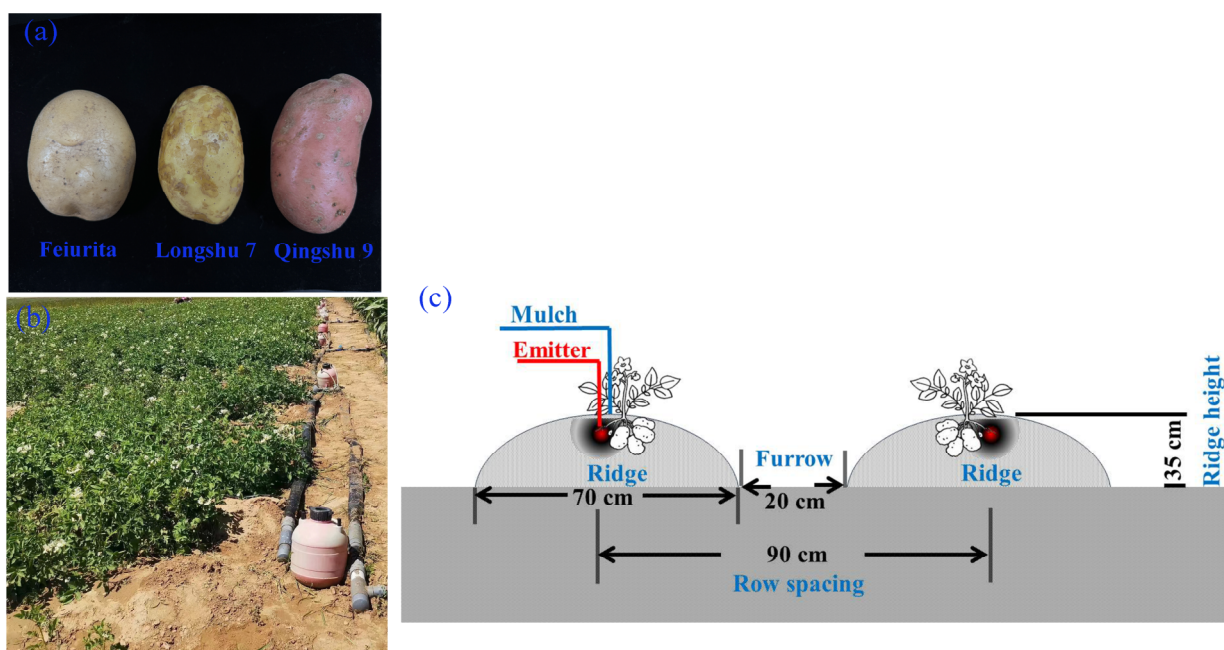 (a)
Feiurita Longshu 7 Qingshu 9
(b)
(c)
Mulch
Emitter
Ridge
Furrow
Ridge
70 cm
20 cm
90 cm
Row spacing
35 cm
Ridge height